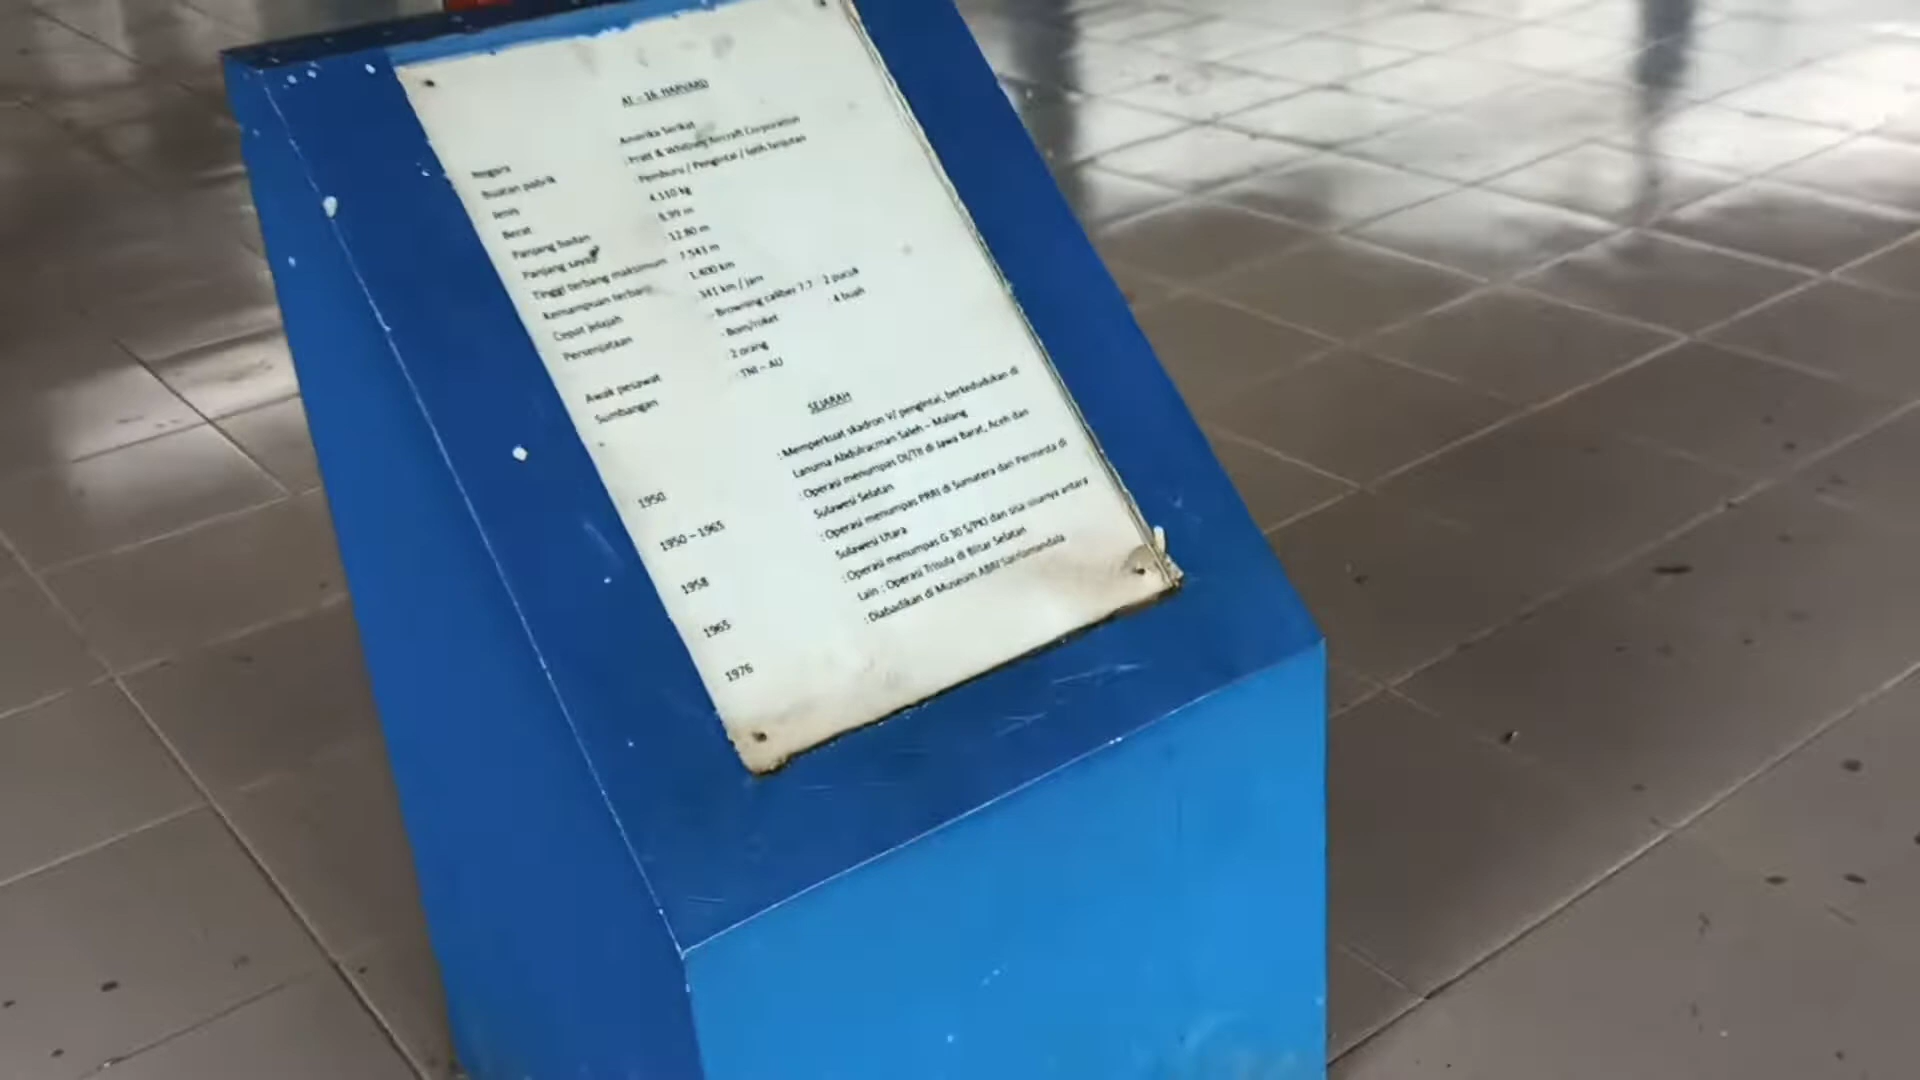 AT - 16 HARVARD
Negara : Amerika Serikat
Buatan pabrik : Pratt & Whitney Aircraft Corporation
Jenis : Pemburu / Pengintai / latih lanjutan
Berat : 4.110 kg
Panjang badan : 8,99 m
Panjang sayap : 12.80 m
Tinggi terbang maksimum : 7.543 m
Kemampuan terbang : 1.400 km
Cepat jelajah : 341 km / jam
Persenjataan : Browning caliber 7.7 : 2 pucuk
: Bom/roket : 4 buah
Awak pesawat : 2 orang
Sumbangan : TNI – AU
SEJARAH
1950 : Memperkuat skadron V/ pengintai, berkedudukan di
Lanuma Abdulracman Saleh – Malang
1950 – 1965 : Operasi menumpas DI/TII di Jawa Barat, Aceh dan
Sulawesi Selatan
1958 : Operasi menumpas PRRI di Sumatera dan Permesta di
Sulawesi Utara
1965 : Operasi menumpas G 30 S/PKI dan sisa sisanya antara
Lain : Operasi Trisula di Blitar Selatan
1976 : Diabadikan di Museum ABRI Satriamandala